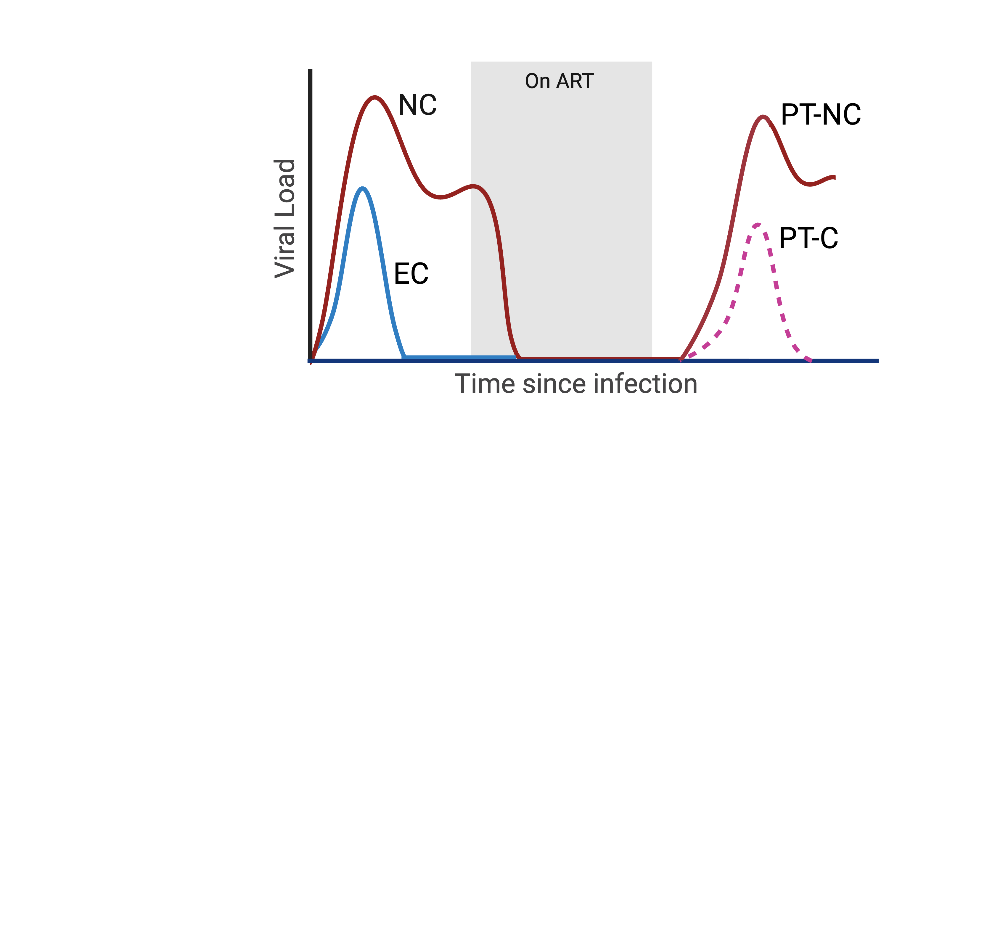 On ART
NC
PT-NC
Viral Load
PT-C
EC
Time since infection